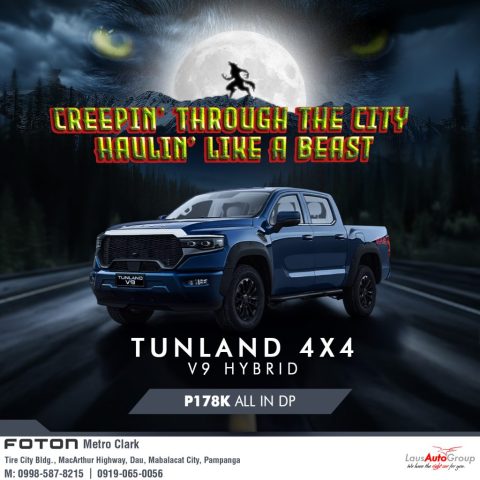 CREEPIN' THROUGH THE CITY
HAULIN' LIKE A BEAST
TUNLAND
V9
TUNLAND 4X4
V9 HYBRID
₱178K ALL IN DP
FOTON Metro Clark
Tire City Bldg., MacArthur Highway, Dau, Mabalacat City, Pampanga
M: 0998-587-8215 | 0919-065-0056
LausAutoGroup
We have the right car for you.